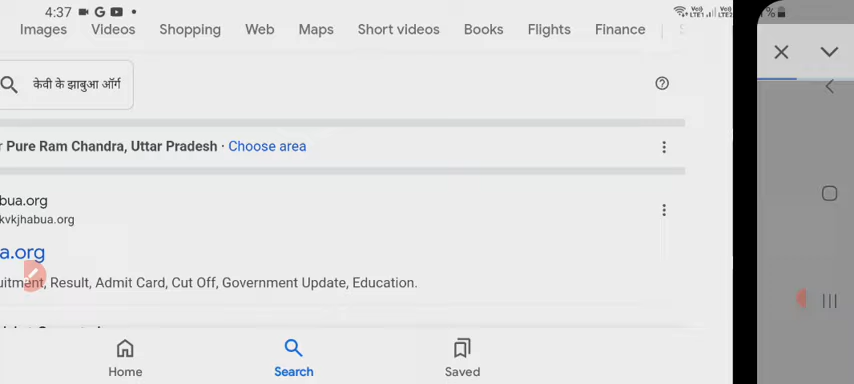 4:37
Images Videos Shopping Web Maps Short videos Books Flights Finance
केवी के झाबुआ ऑर्ग
r Pure Ram Chandra, Uttar Pradesh · Choose area
bua.org
kvkjhabua.org
a.org
uitment, Result, Admit Card, Cut Off, Government Update, Education.
Home Search Saved